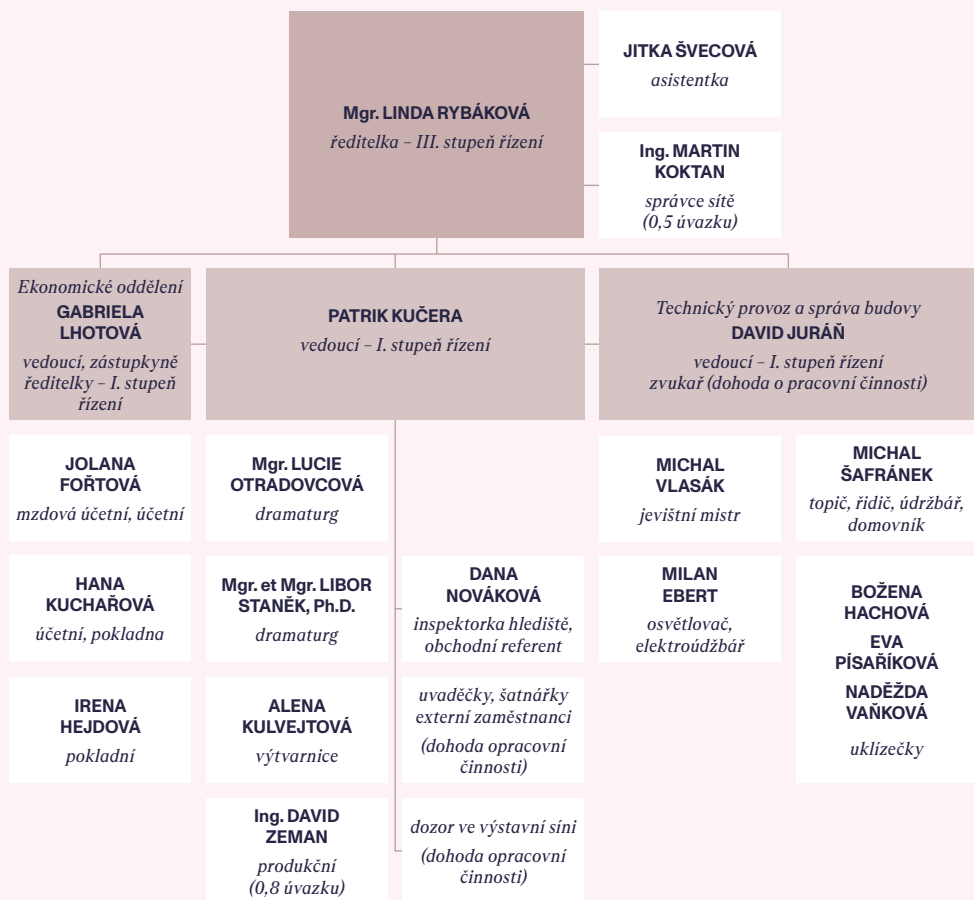 Mgr. LINDA RYBÁKOVÁ
ředitelka – III. stupeň řízení
JITKA ŠVECOVÁ
asistentka
Ing. MARTIN
KOKTAN
správce sítě
(0,5 úvazku)
Ekonomické oddělení
GABRIELA
LHOTOVÁ
vedoucí, zástupkyně
ředitelky – I. stupeň
řízení
PATRIK KUČERA
vedoucí – I. stupeň řízení
Technický provoz a správa budovy
DAVID JURÁŇ
vedoucí – I. stupeň řízení
zvukař (dohoda o pracovní činnosti)
JOLANA
FOŘTOVÁ
mzdová účetní, účetní
HANA
KUCHAŘOVÁ
účetní, pokladna
IRENA
HEJDOVÁ
pokladní
Mgr. LUCIE
OTRADOVCOVÁ
dramaturg
Mgr. et Mgr. LIBOR
STANĚK, Ph.D.
dramaturg
ALENA
KULVEJTOVÁ
výtvarnice
Ing. DAVID
ZEMAN
produkční
(0,8 úvazku)
DANA
NOVÁKOVÁ
inspektorka hlediště,
obchodní referent
uvaděčky, šatnářky
externí zaměstnanci
(dohoda opracovní
činnosti)
dozor ve výstavní síni
(dohoda opracovní
činnosti)
MICHAL
VLASÁK
jevištní mistr
MILAN
EBERT
osvětlovač,
elektroúdžbář
MICHAL
ŠAFRÁNEK
topič, řidič, údržbář,
domovník
BOŽENA
HACHOVÁ
EVA
PÍSAŘÍKOVÁ
NADĚŽDA
VAŇKOVÁ
uklízečky